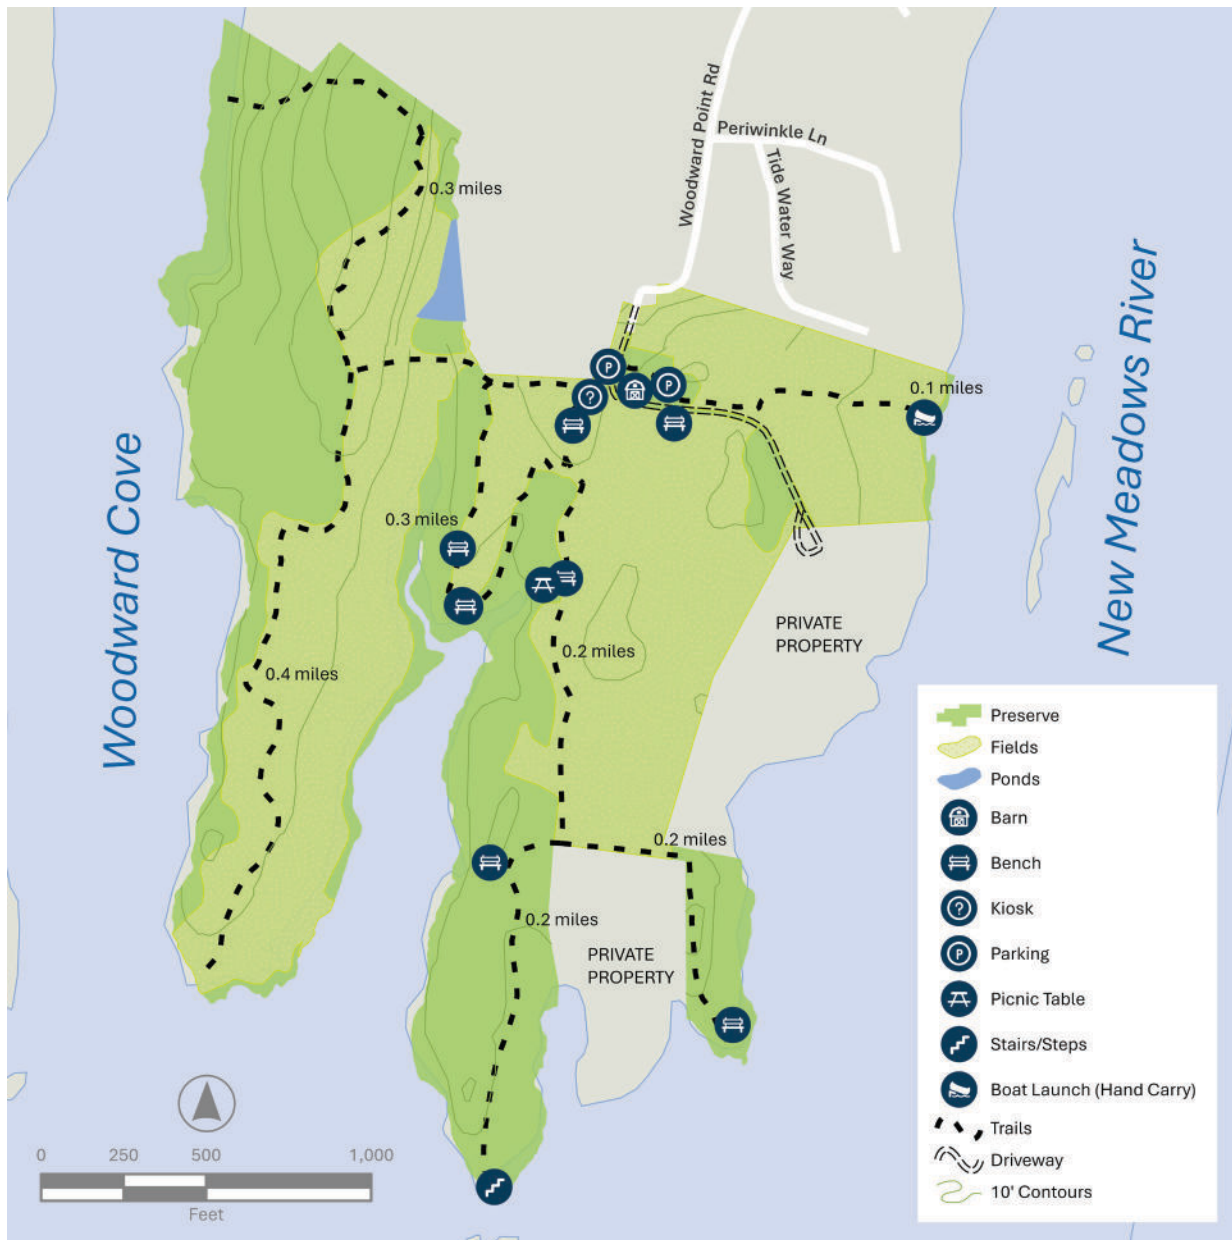 Woodward Point Rd
Periwinkle Ln
Tide Water Way
0.3 miles
New Meadows River
0.1 miles
Woodward Cove
0.3 miles
PRIVATE
PROPERTY
0.2 miles
0.4 miles
0.2 miles
0.2 miles
PRIVATE
PROPERTY
P
P
?
Preserve
Fields
Ponds
Barn
Bench
? Kiosk
P Parking
Picnic Table
Stairs/Steps
Boat Launch (Hand Carry)
Trails
Driveway
10' Contours
0 250 500 1,000
Feet